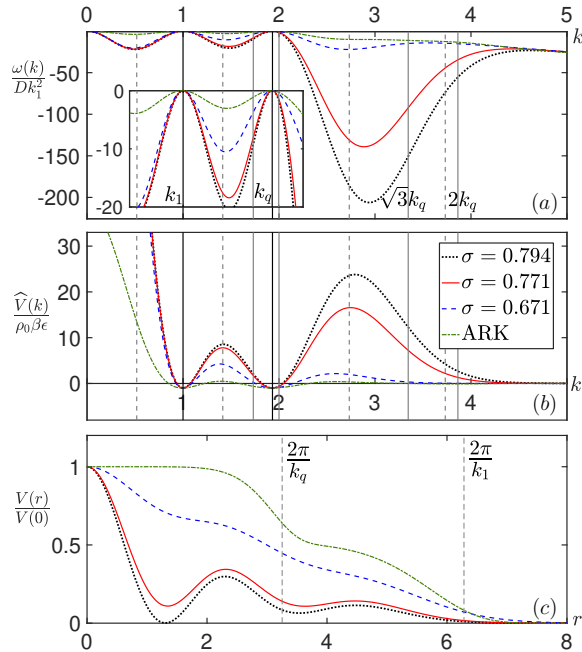 0 1 2 3 4 5
k
ω(k)
Dk₁²
-50
-100
-150
-200
0
-10
-20
k₁
k_q
√3k_q
2k_q
(a)
V̂(k)
ρ₀βϵ
30
20
10
0
σ = 0.794
σ = 0.771
σ = 0.671
ARK
k
0 1 2 3 4
(b)
V(r)
V(0)
1
0.5
0
2π
k_q
2π
k₁
(c)
0 2 4 6 8
r